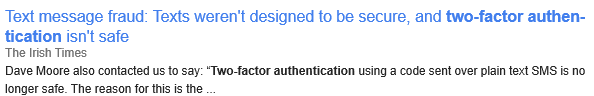 Text message fraud: Texts weren't designed to be secure, and two-factor authen-
tication isn't safe
The Irish Times
Dave Moore also contacted us to say: “Two-factor authentication using a code sent over plain text SMS is no
longer safe. The reason for this is the ...